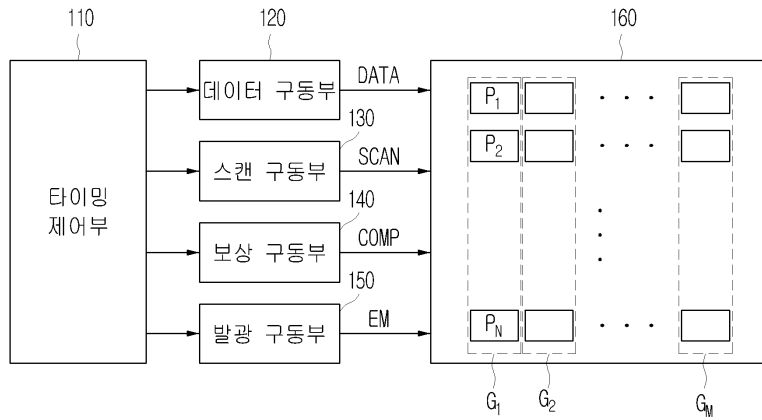 110
120
160
데이터 구동부
DATA
P1
130
스캔 구동부
SCAN
P2
타이밍
제어부
140
보상 구동부
COMP
150
발광 구동부
EM
PN
G1
G2
GM